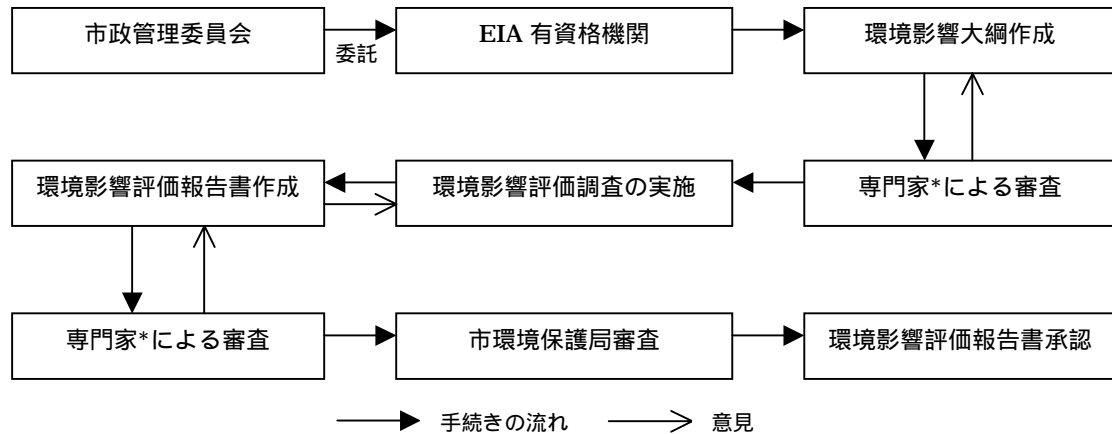 市政管理委員会
委託
EIA 有資格機関
環境影響大綱作成
環境影響評価報告書作成
環境影響評価調査の実施
専門家*による審査
専門家*による審査
市環境保護局審査
環境影響評価報告書承認
手続きの流れ
意見